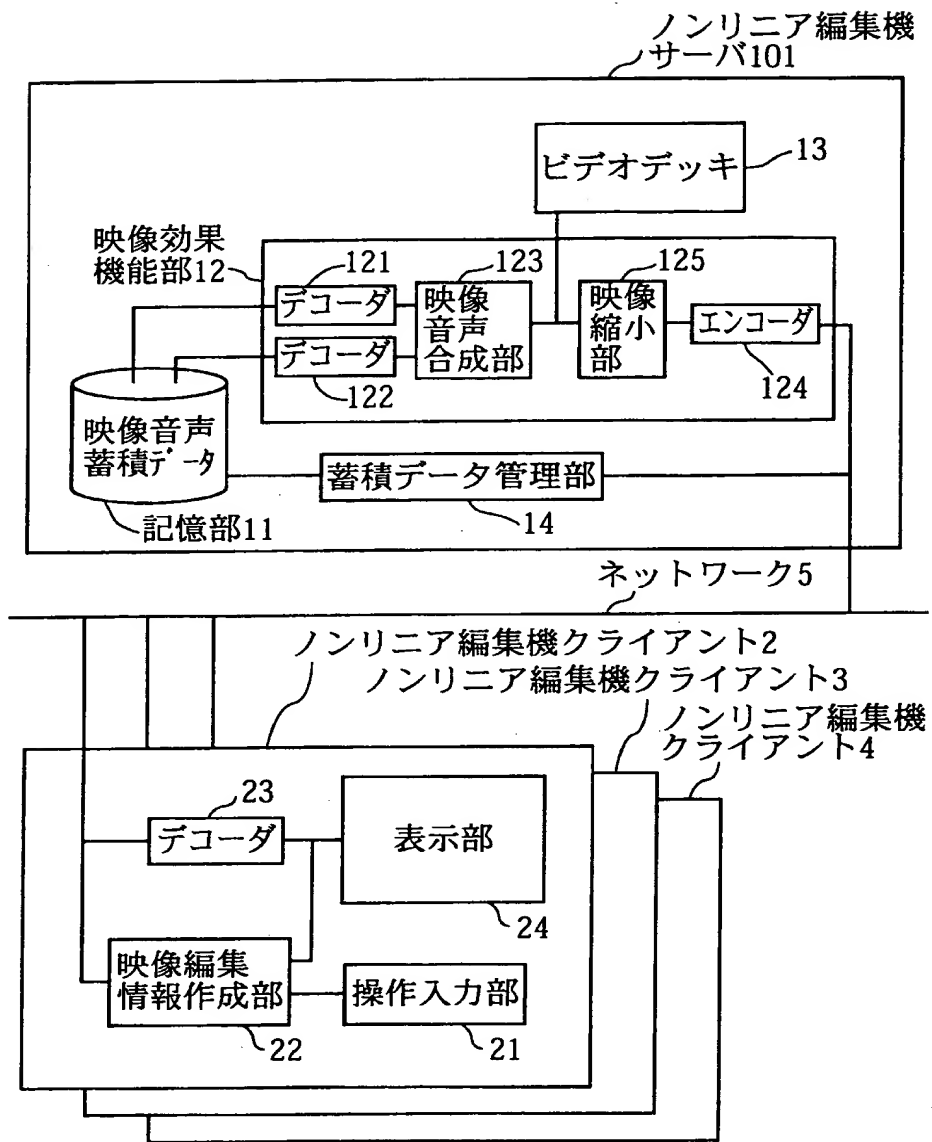 ノンリニア編集機
サーバ101
ビデオデッキ
13
映像効果
機能部12
121
デコーダ
123
映像
音声
合成部
125
映像
縮小
部
エンコーダ
124
デコーダ
122
映像音声
蓄積データ
記憶部11
蓄積データ管理部
14
ネットワーク5
ノンリニア編集機クライアント2
ノンリニア編集機クライアント3
ノンリニア編集機
クライアント4
23
デコーダ
表示部
24
映像編集
情報作成部
22
操作入力部
21